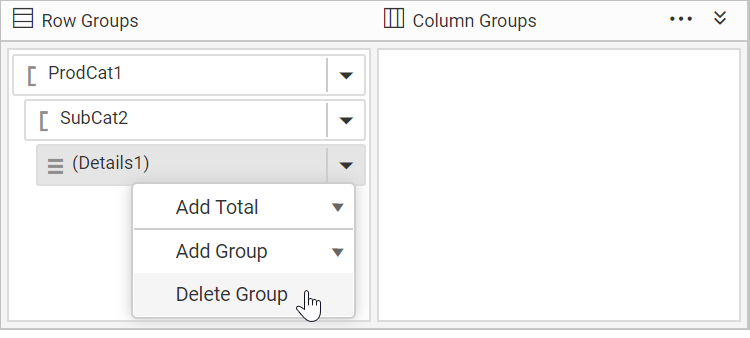 Row Groups
Column Groups
ProdCat1
SubCat2
(Details1)
Add Total
Add Group
Delete Group